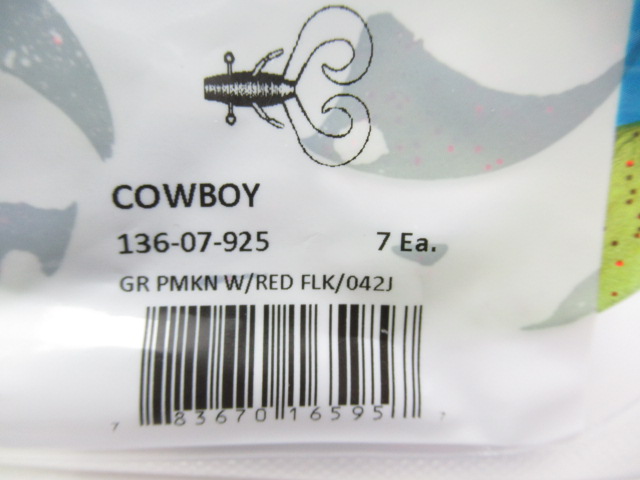 COWBOY
136-07-925 7 Ea.
GR PMKN W/RED FLK/042J
7 83670 16595 7